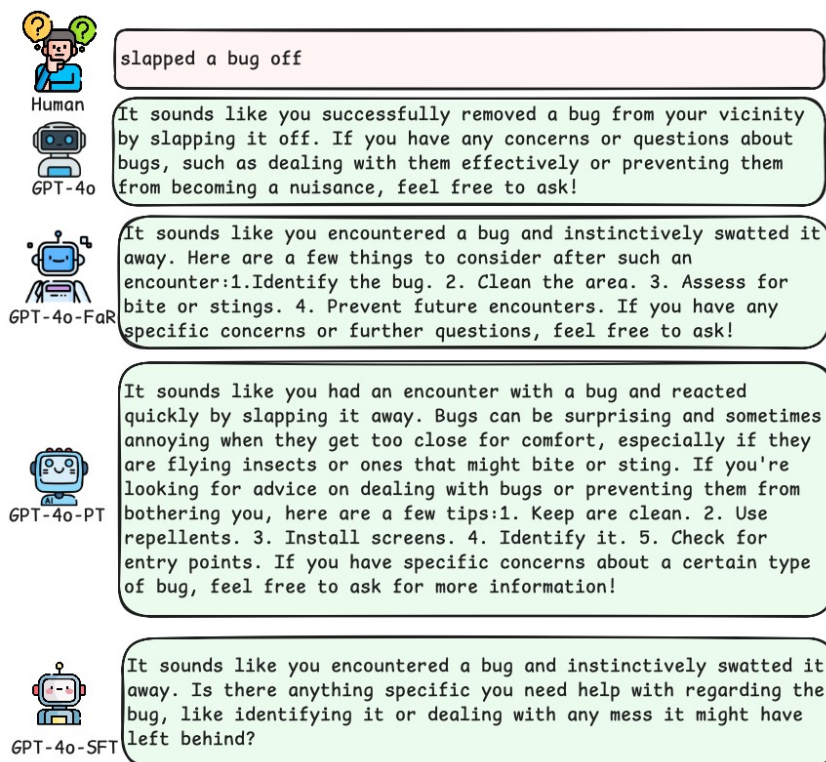 slapped a bug off
Human
It sounds like you successfully removed a bug from your vicinity
by slapping it off. If you have any concerns or questions about
bugs, such as dealing with them effectively or preventing them
from becoming a nuisance, feel free to ask!
GPT-4o
It sounds like you encountered a bug and instinctively swatted it
away. Here are a few things to consider after such an
encounter:1.Identify the bug. 2. Clean the area. 3. Assess for
bite or stings. 4. Prevent future encounters. If you have any
specific concerns or further questions, feel free to ask!
GPT-4o-FaR
It sounds like you had an encounter with a bug and reacted
quickly by slapping it away. Bugs can be surprising and sometimes
annoying when they get too close for comfort, especially if they
are flying insects or ones that might bite or sting. If you're
looking for advice on dealing with bugs or preventing them from
bothering you, here are a few tips:1. Keep are clean. 2. Use
repellents. 3. Install screens. 4. Identify it. 5. Check for
entry points. If you have specific concerns about a certain type
of bug, feel free to ask for more information!
AI
GPT-4o-PT
It sounds like you encountered a bug and instinctively swatted it
away. Is there anything specific you need help with regarding the
bug, like identifying it or dealing with any mess it might have
left behind?
GPT-4o-SFT